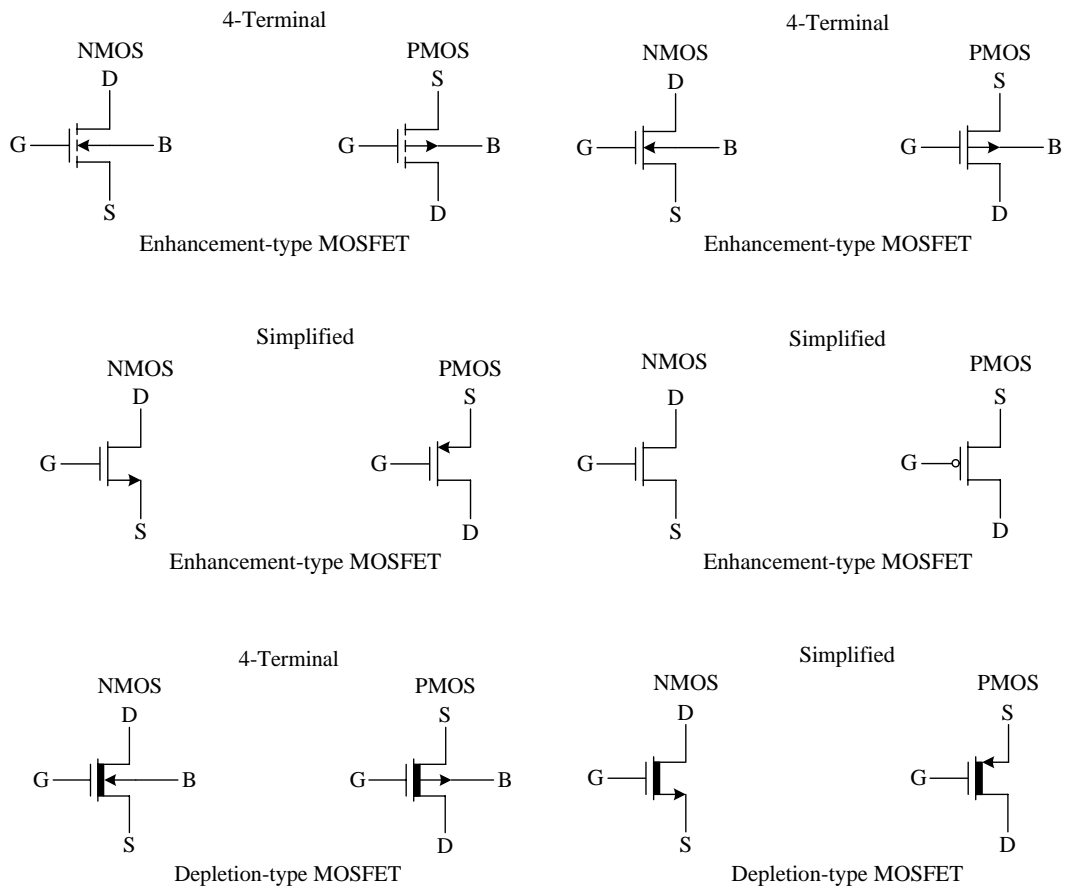 4-Terminal
NMOS
D
G
B
S
PMOS
S
G
B
D
Enhancement-type MOSFET
4-Terminal
NMOS
D
G
B
S
PMOS
S
G
B
D
Enhancement-type MOSFET
Simplified
NMOS
D
G
S
PMOS
S
G
D
Enhancement-type MOSFET
Simplified
NMOS
D
G
S
PMOS
S
G
D
Enhancement-type MOSFET
4-Terminal
NMOS
D
G
B
S
PMOS
S
G
B
D
Depletion-type MOSFET
Simplified
NMOS
D
G
S
PMOS
S
G
D
Depletion-type MOSFET